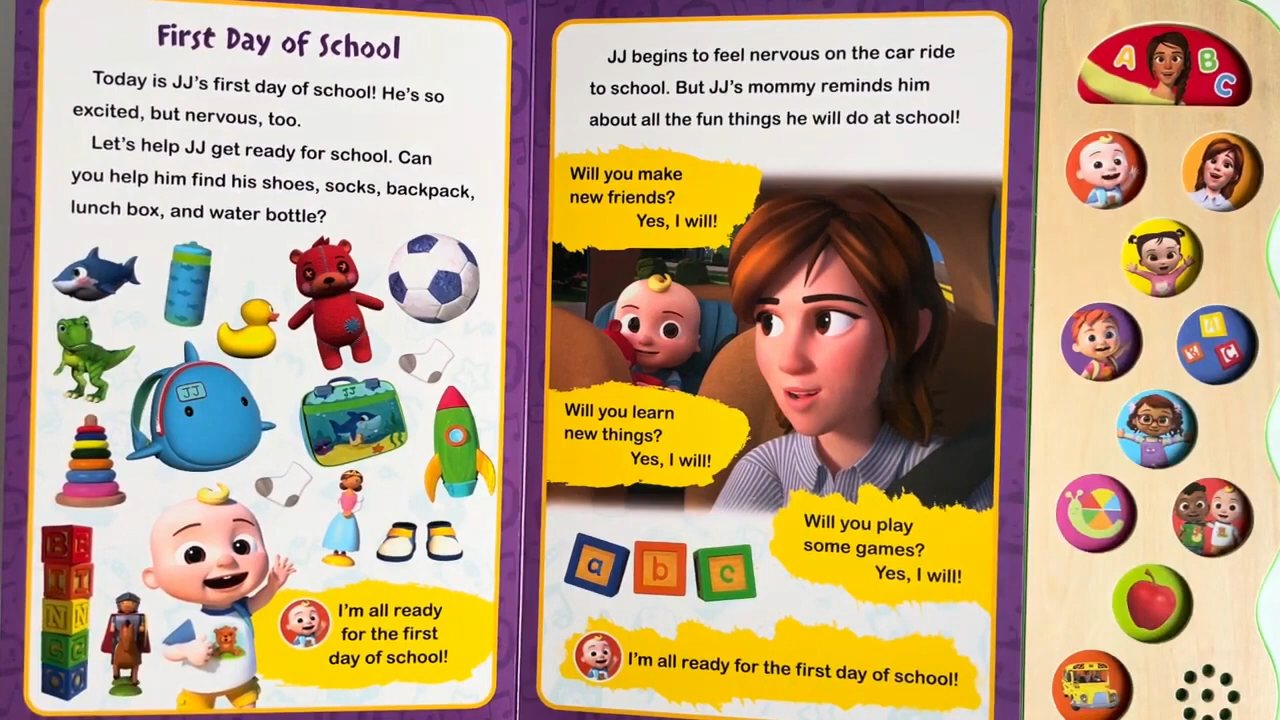 First Day of School
Today is JJ's first day of school! He's so
excited, but nervous, too.
Let's help JJ get ready for school. Can
you help him find his shoes, socks, backpack,
lunch box, and water bottle?
JJ
JJ
B B
I I
N N
G G
O
I'm all ready
for the first
day of school!
JJ begins to feel nervous on the car ride
to school. But JJ's mommy reminds him
about all the fun things he will do at school!
Will you make
new friends?
Yes, I will!
Will you learn
new things?
Yes, I will!
Will you play
some games?
Yes, I will!
a b c
I'm all ready for the first day of school!
A B C